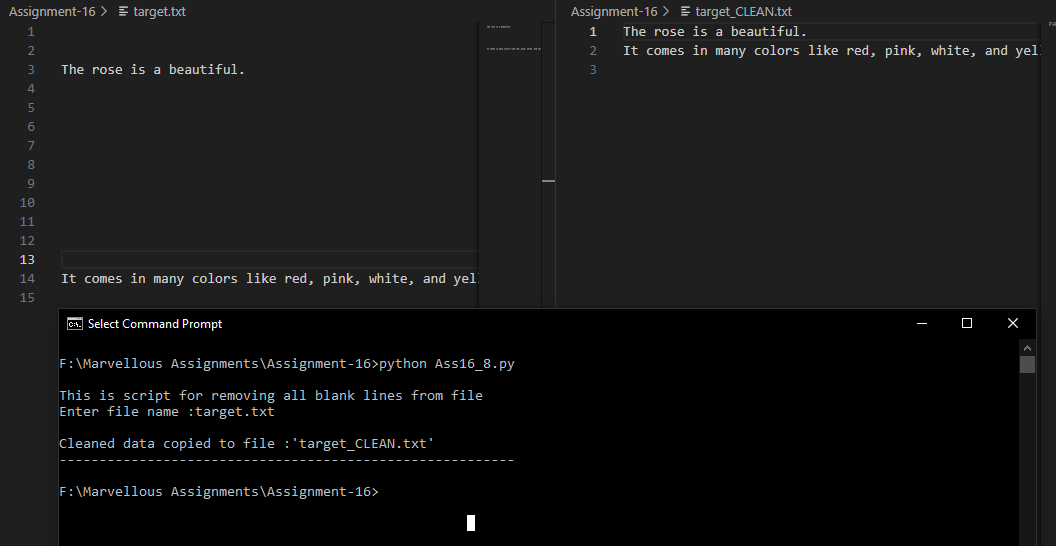 Assignment-16 > target.txt
1
2
3 The rose is a beautiful.
4
5
6
7
8
9
10
11
12
13
14 It comes in many colors like red, pink, white, and yel
15
Assignment-16 > target_CLEAN.txt
1 The rose is a beautiful.
2 It comes in many colors like red, pink, white, and yel
3
Select Command Prompt
F:\Marvellous Assignments\Assignment-16>python Ass16_8.py
This is script for removing all blank lines from file
Enter file name :target.txt
Cleaned data copied to file :'target_CLEAN.txt'
---------------------------------------------------------
F:\Marvellous Assignments\Assignment-16>